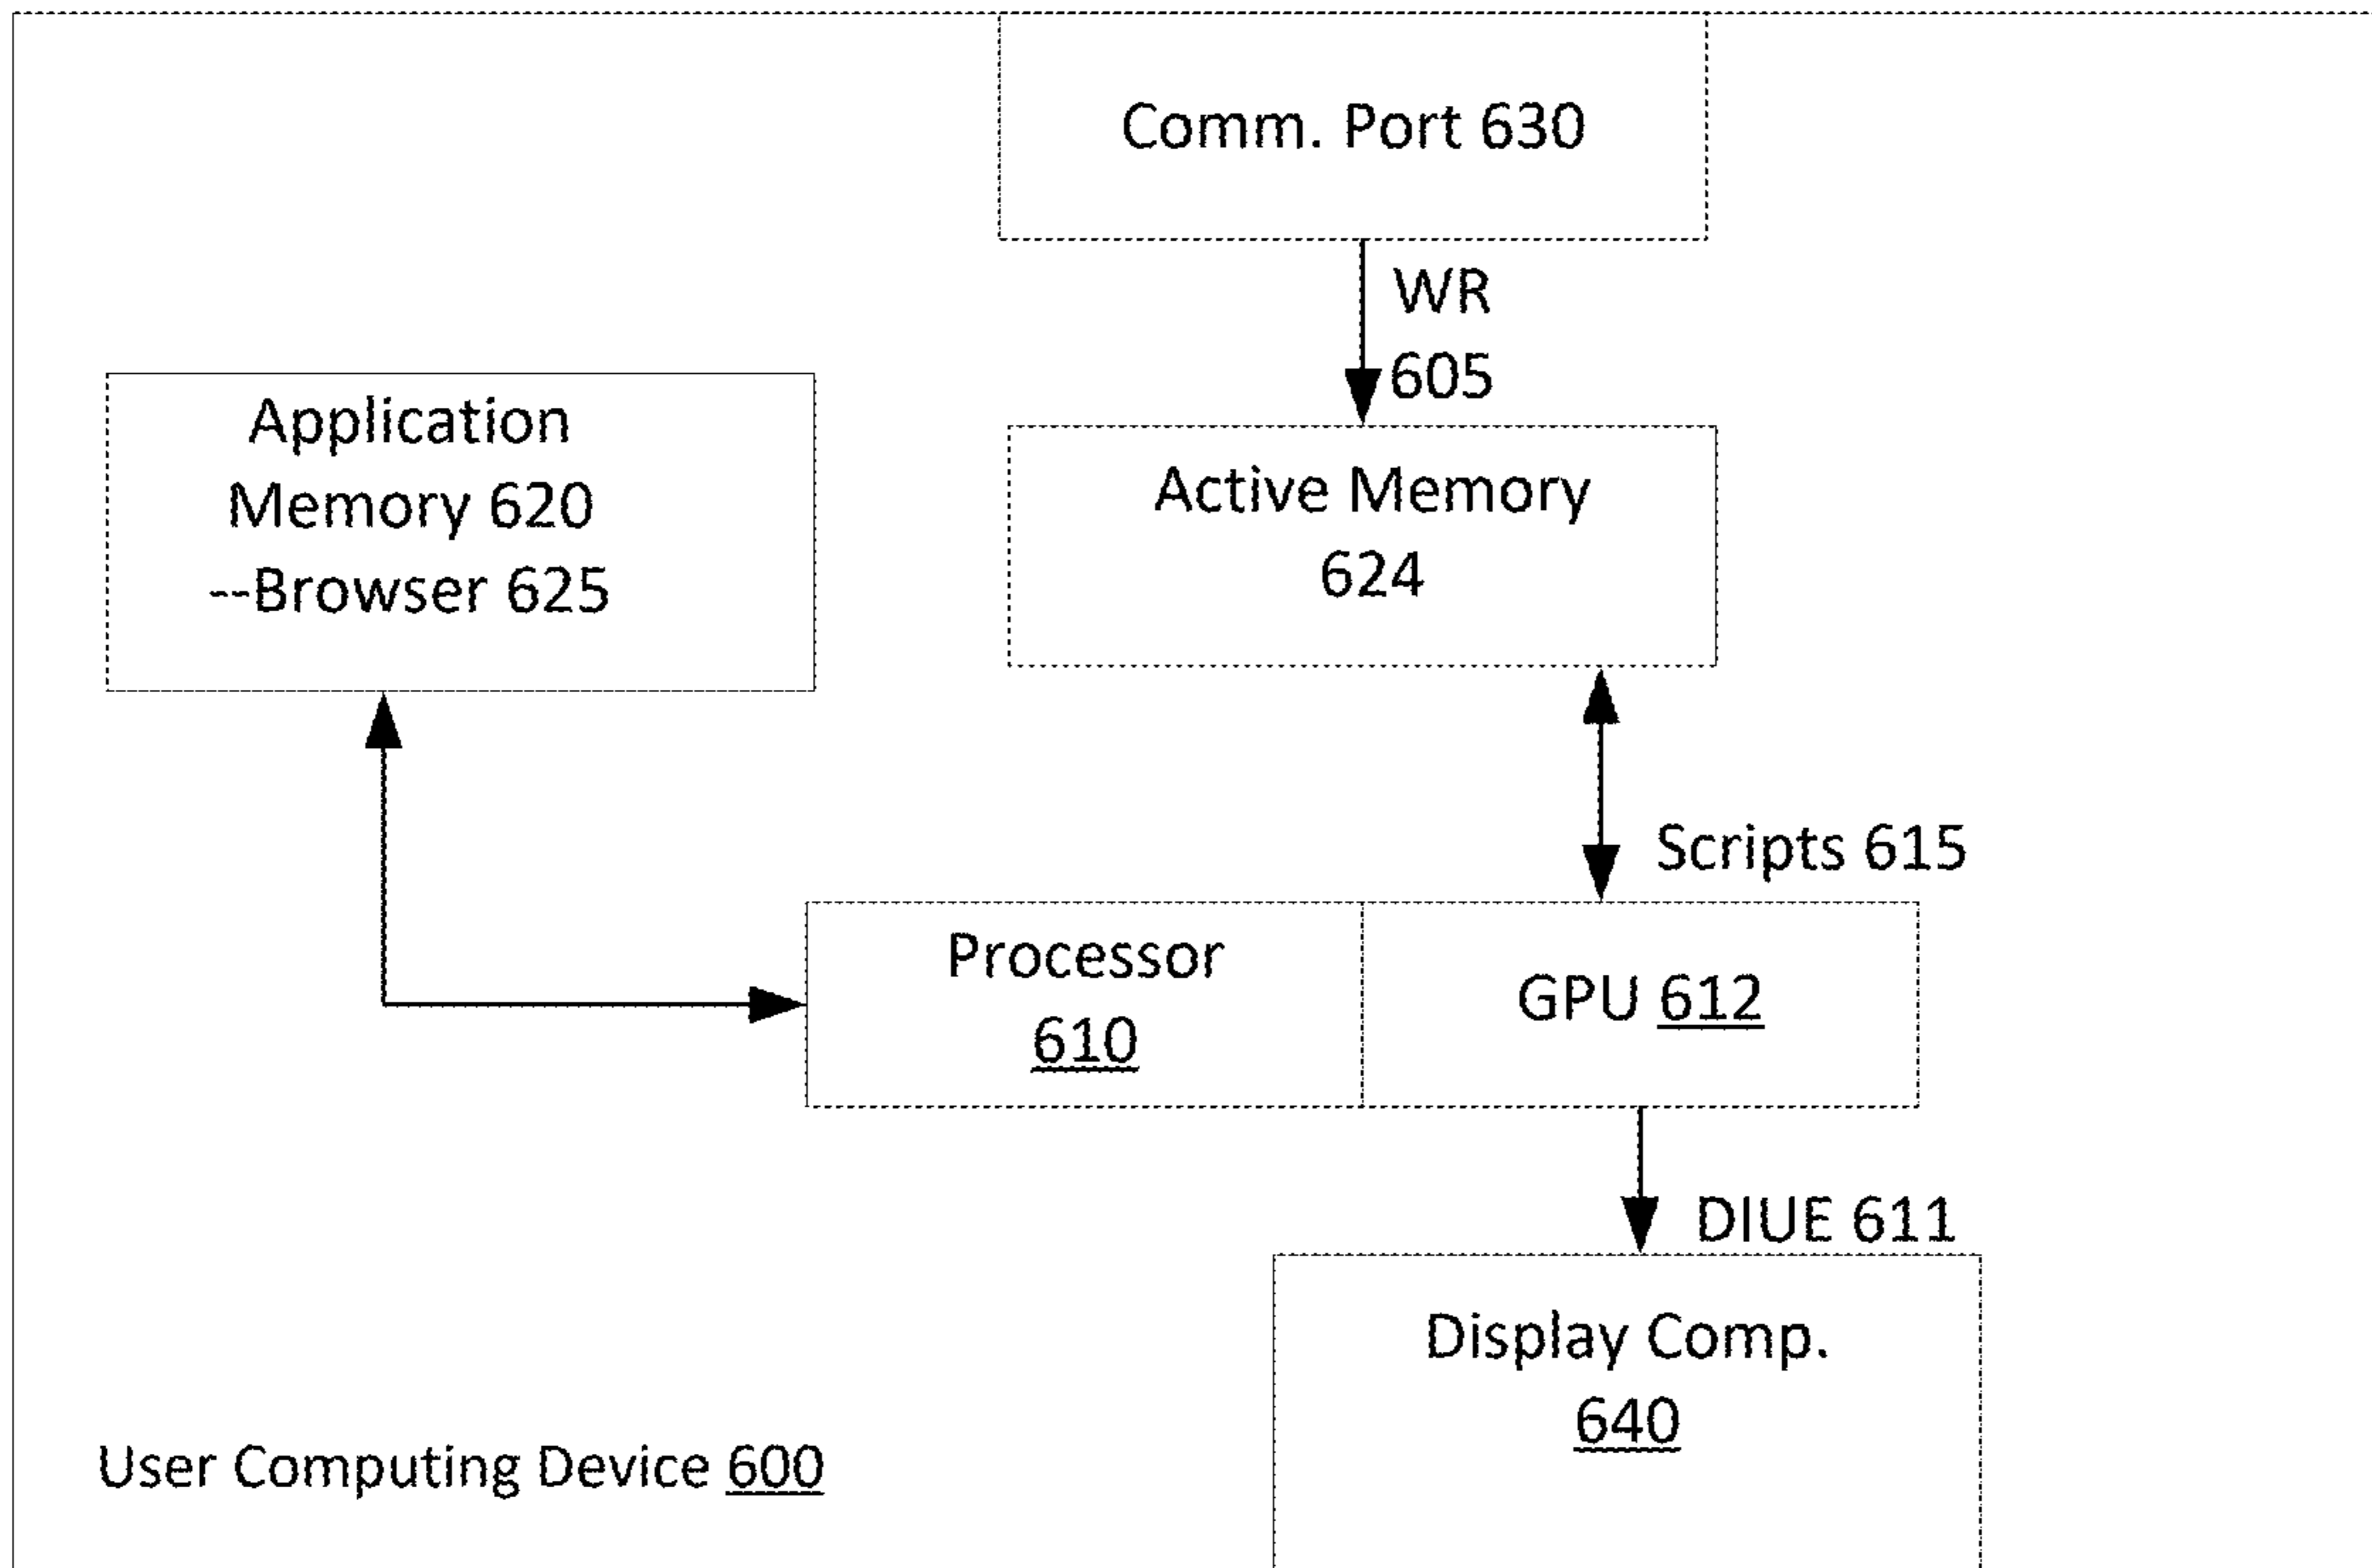 Comm. Port 630
WR
605
Application
Memory 620
--Browser 625
Active Memory
624
Scripts 615
Processor
610
GPU 612
DIUE 611
Display Comp.
640
User Computing Device 600